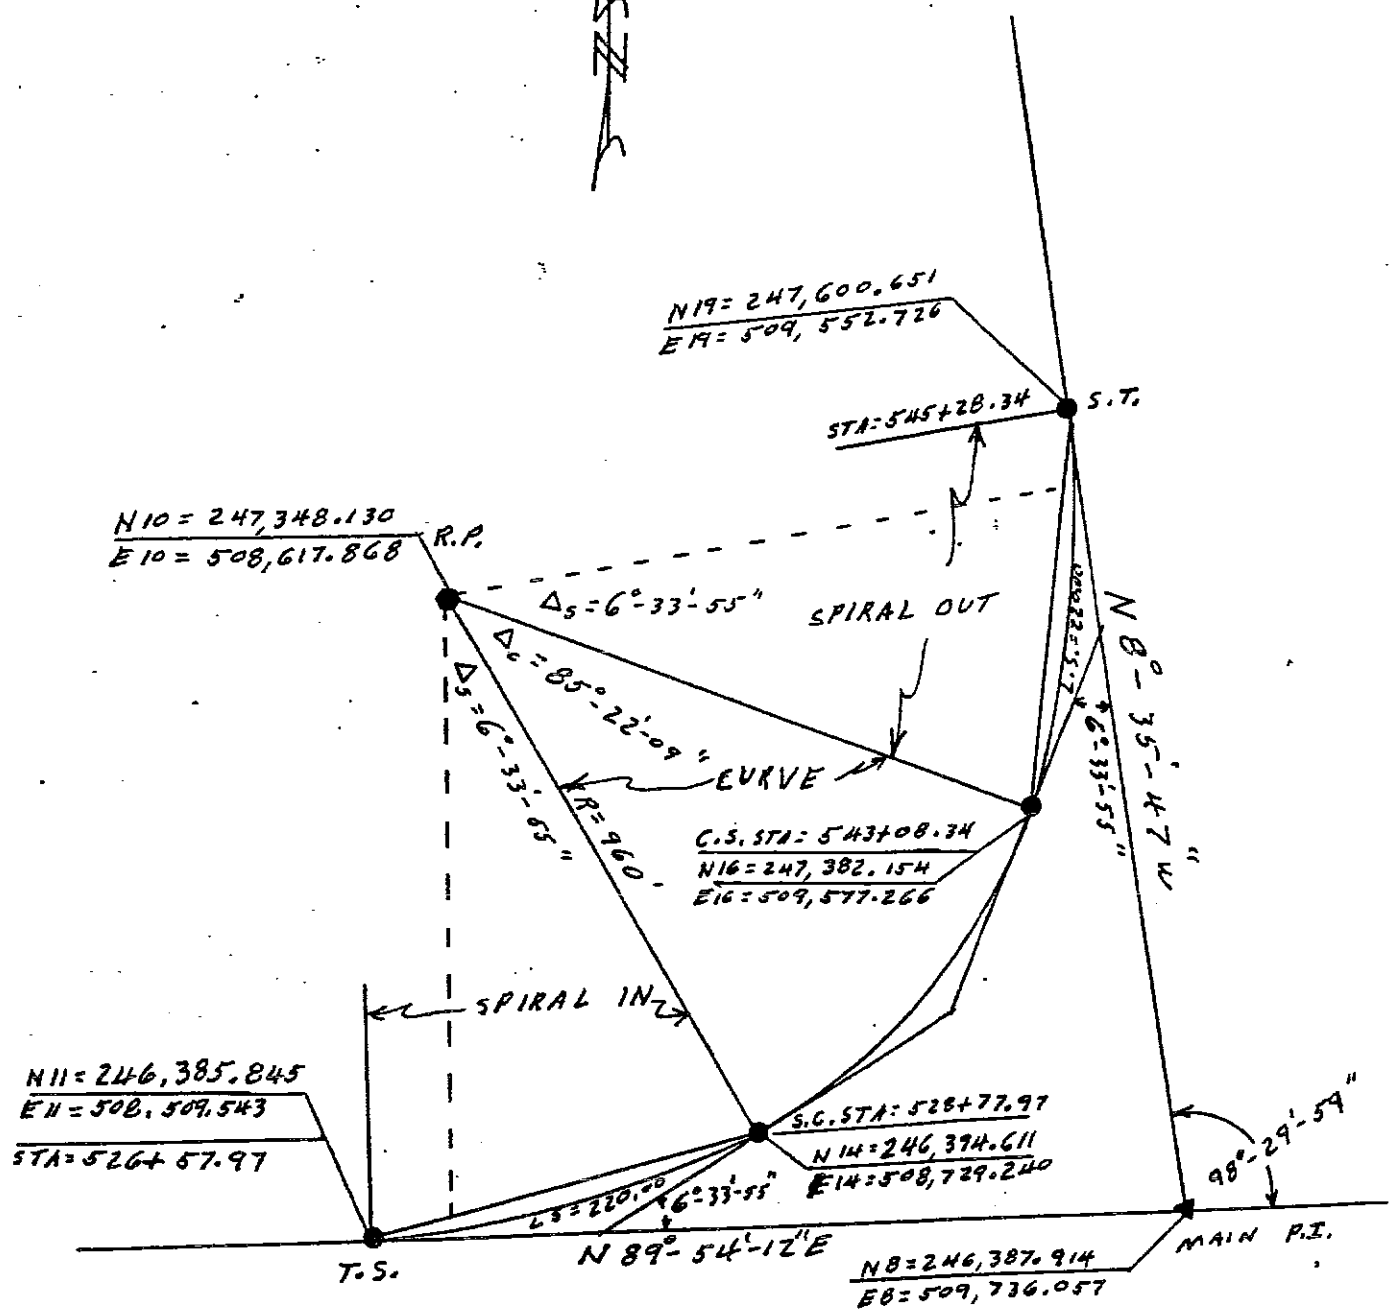 N
N19= 247,600.651
E19= 509,552.726
S.T.
STA=545+28.34
N10 = 247,348.130
E10 = 508,617.868
R.P.
Δs=6°-33'-55"
SPIRAL OUT
Δc=85°-22'-09"
Δs=6°-33'-55"
N 8°-35'-47" W
6°-33'-55"
CURVE
R=960'
C.S. STA= 543+08.34
N16=247,382.154
E16=509,577.266
SPIRAL IN
N11=246,385.845
E11=508,509.543
STA=526+57.97
S.C. STA: 528+77.97
N14=246,394.611
E14=508,729.240
98°-29'-59"
Ls=220.00
6°-33'-55"
N 89°-54'-12"E
T.S.
MAIN P.I.
N8=246,387.914
E8=509,736.057